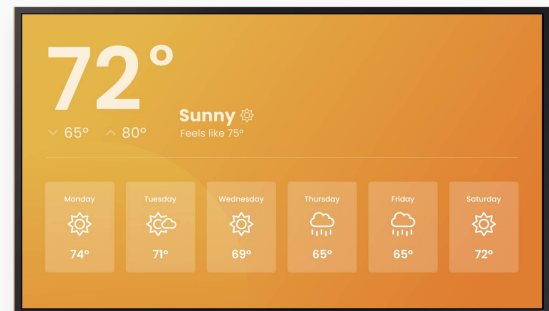 72°
65° 80°
Sunny
Feels like 75°
Monday Tuesday Wednesday Thursday Friday Saturday
74° 71° 69° 65° 65° 72°